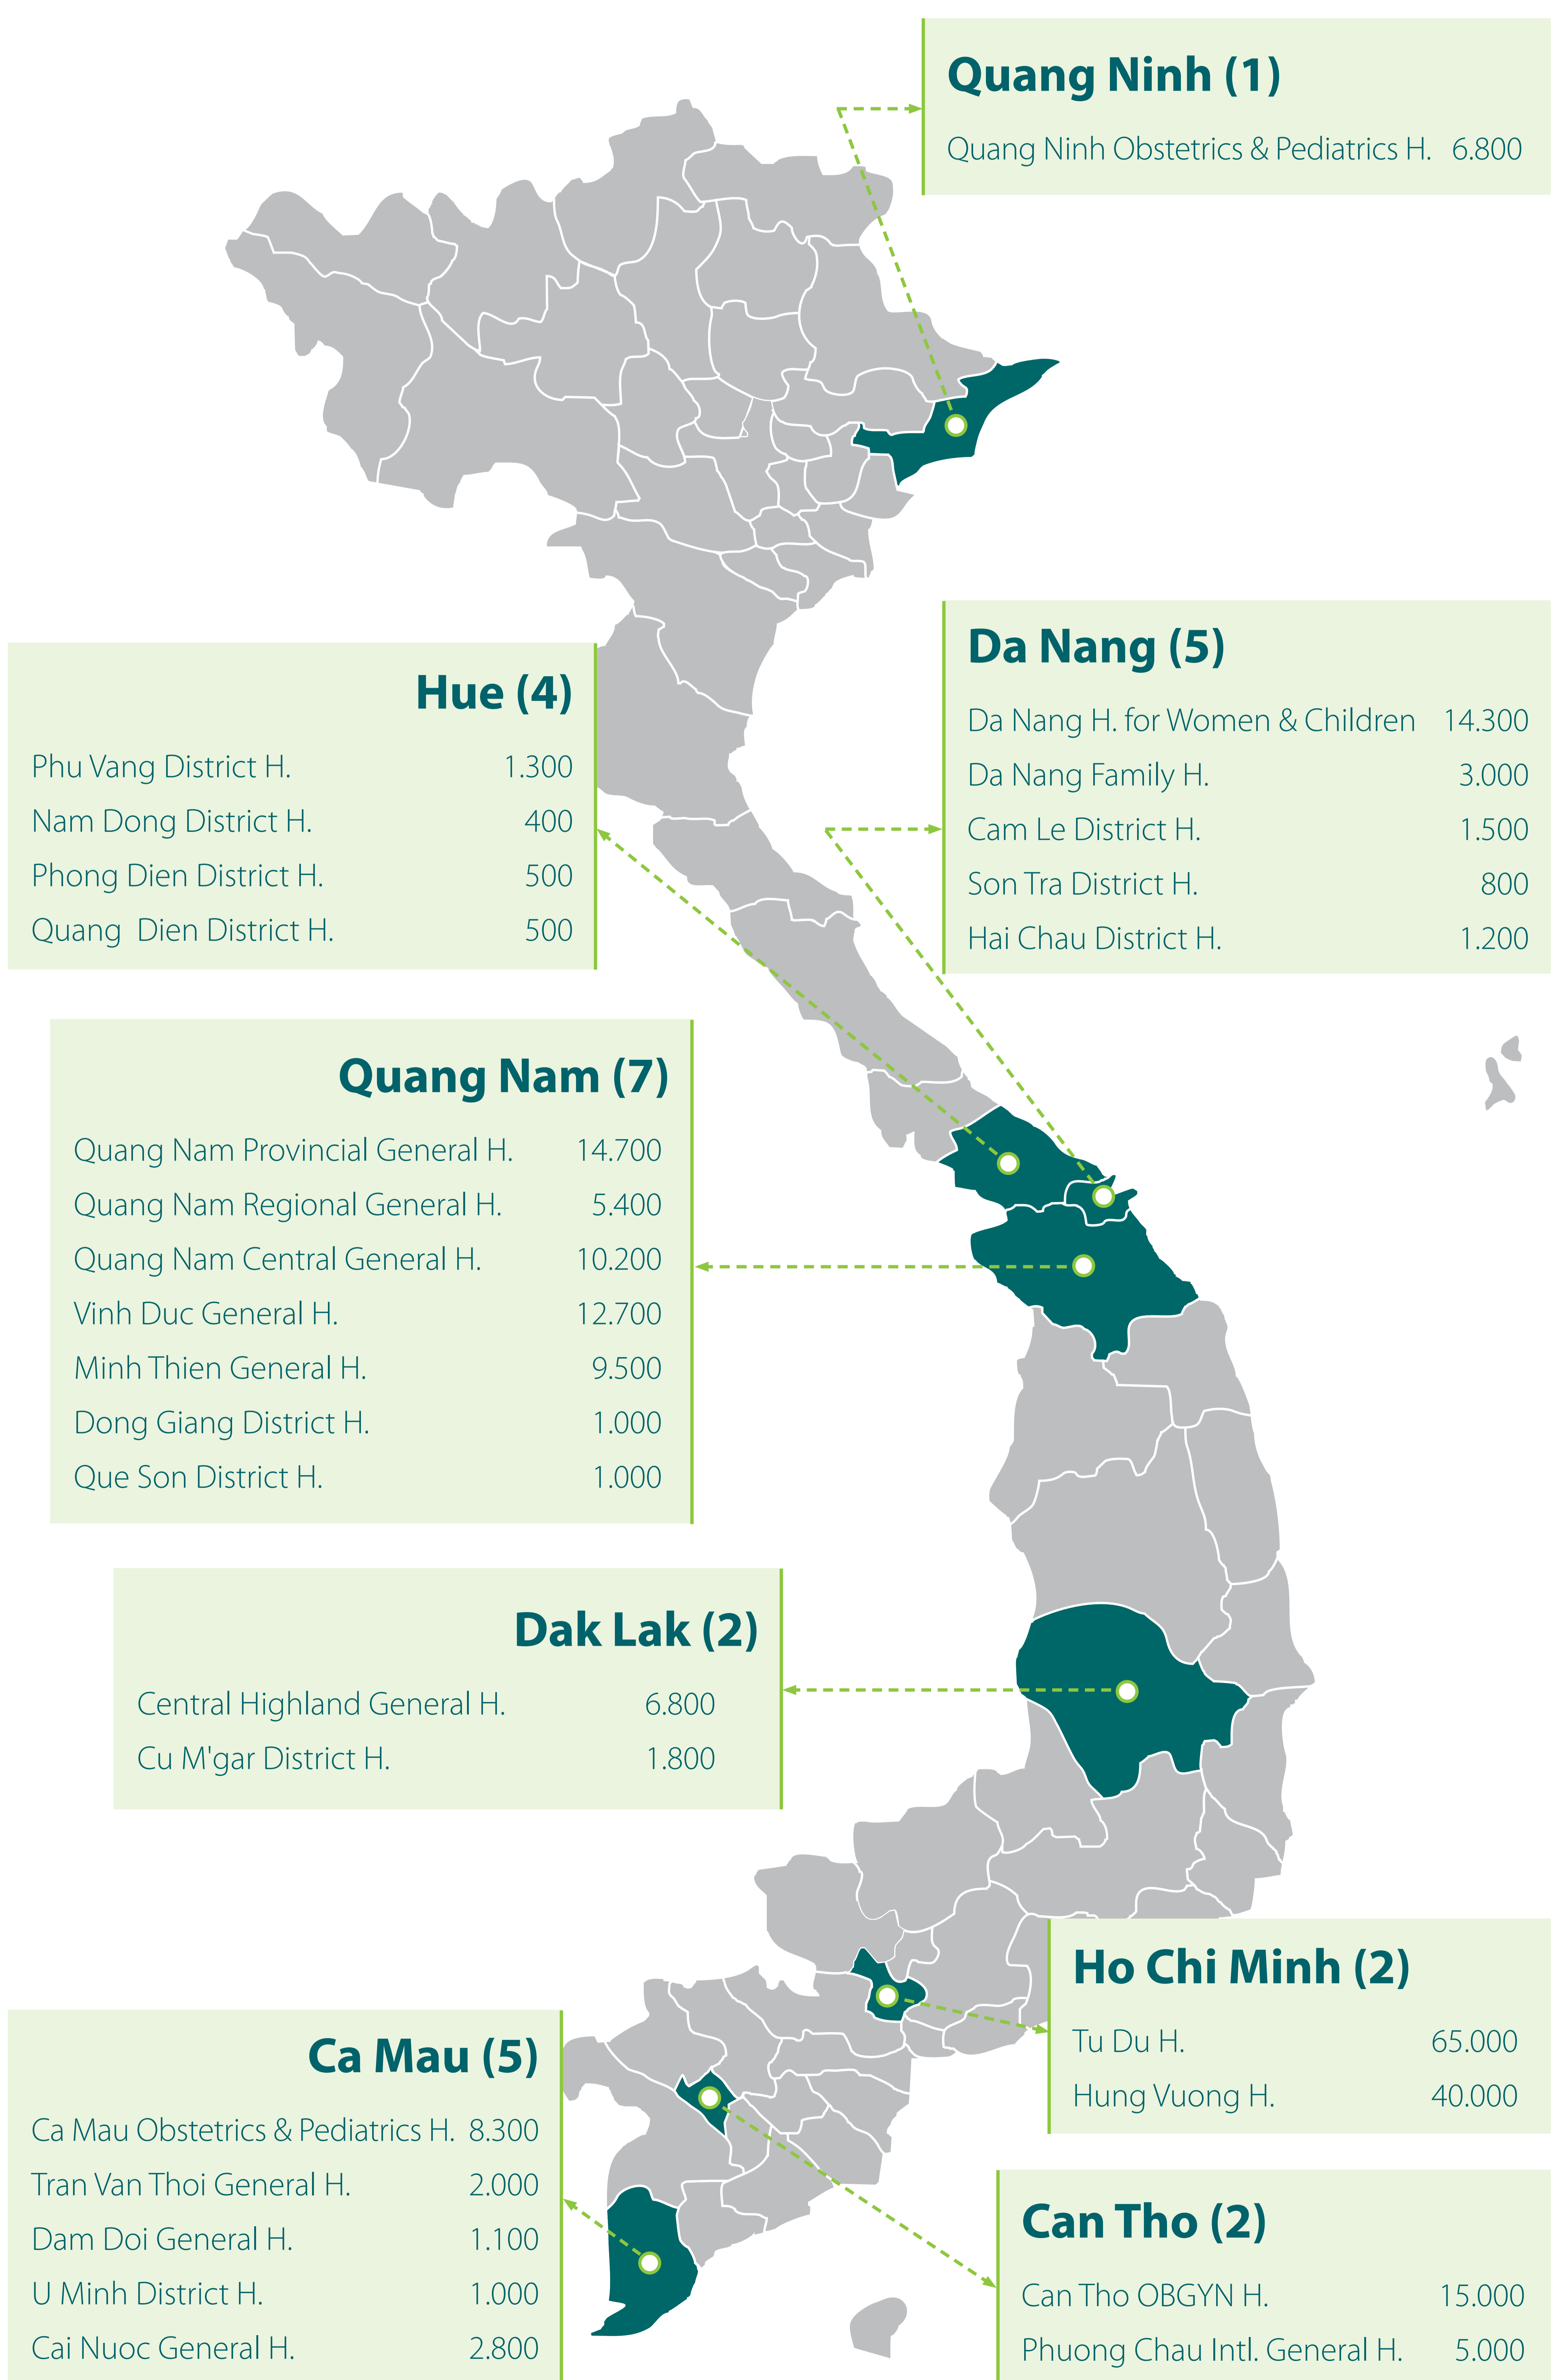 Quang Ninh (1)
Quang Ninh Obstetrics & Pediatrics H. 6.800
Da Nang (5)
Da Nang H. for Women & Children 14.300
Da Nang Family H. 3.000
Cam Le District H. 1.500
Son Tra District H. 800
Hai Chau District H. 1.200
Hue (4)
Phu Vang District H. 1.300
Nam Dong District H. 400
Phong Dien District H. 500
Quang Dien District H. 500
Quang Nam (7)
Quang Nam Provincial General H. 14.700
Quang Nam Regional General H. 5.400
Quang Nam Central General H. 10.200
Vinh Duc General H. 12.700
Minh Thien General H. 9.500
Dong Giang District H. 1.000
Que Son District H. 1.000
Dak Lak (2)
Central Highland General H. 6.800
Cu M'gar District H. 1.800
Ho Chi Minh (2)
Tu Du H. 65.000
Hung Vuong H. 40.000
Ca Mau (5)
Ca Mau Obstetrics & Pediatrics H. 8.300
Tran Van Thoi General H. 2.000
Dam Doi General H. 1.100
U Minh District H. 1.000
Cai Nuoc General H. 2.800
Can Tho (2)
Can Tho OBGYN H. 15.000
Phuong Chau Intl. General H. 5.000